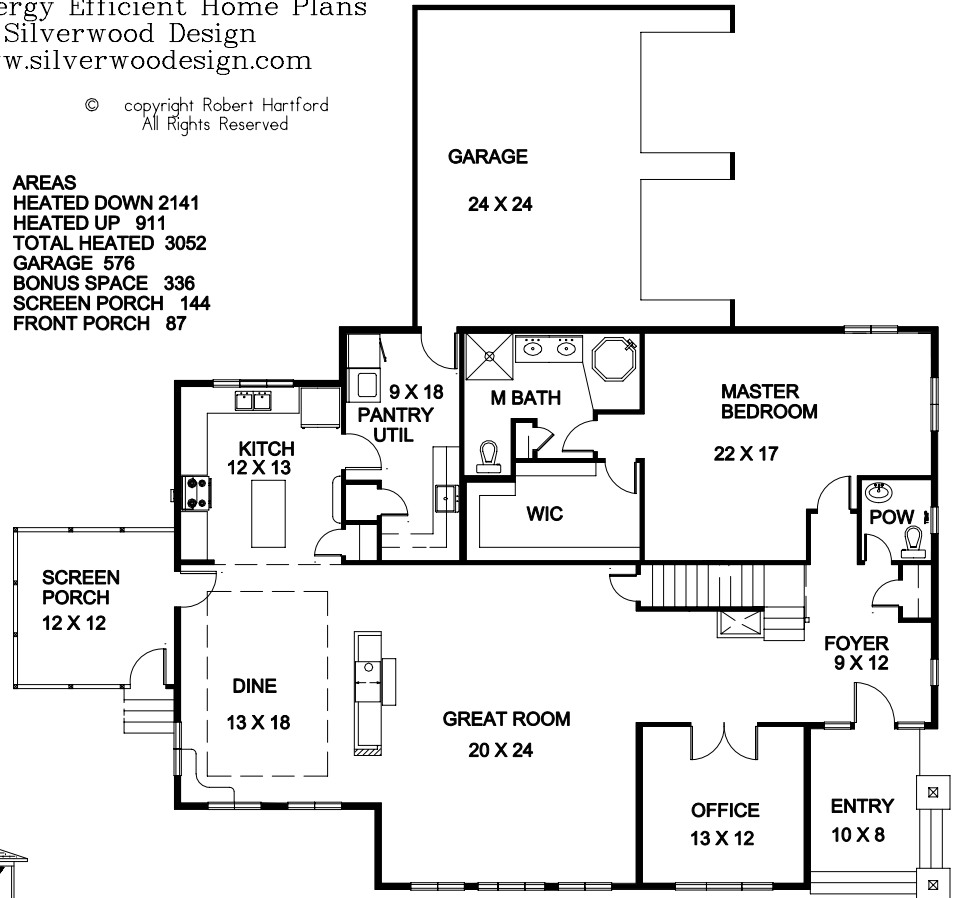 ergy Efficient Home Plans
Silverwood Design
w.silverwoodesign.com
© copyright Robert Hartford
All Rights Reserved
AREAS
HEATED DOWN 2141
HEATED UP 911
TOTAL HEATED 3052
GARAGE 576
BONUS SPACE 336
SCREEN PORCH 144
FRONT PORCH 87
GARAGE
24 X 24
9 X 18
PANTRY
UTIL
M BATH
MASTER
BEDROOM
22 X 17
KITCH
12 X 13
WIC
POW
SCREEN
PORCH
12 X 12
FOYER
9 X 12
DINE
13 X 18
GREAT ROOM
20 X 24
OFFICE
13 X 12
ENTRY
10 X 8